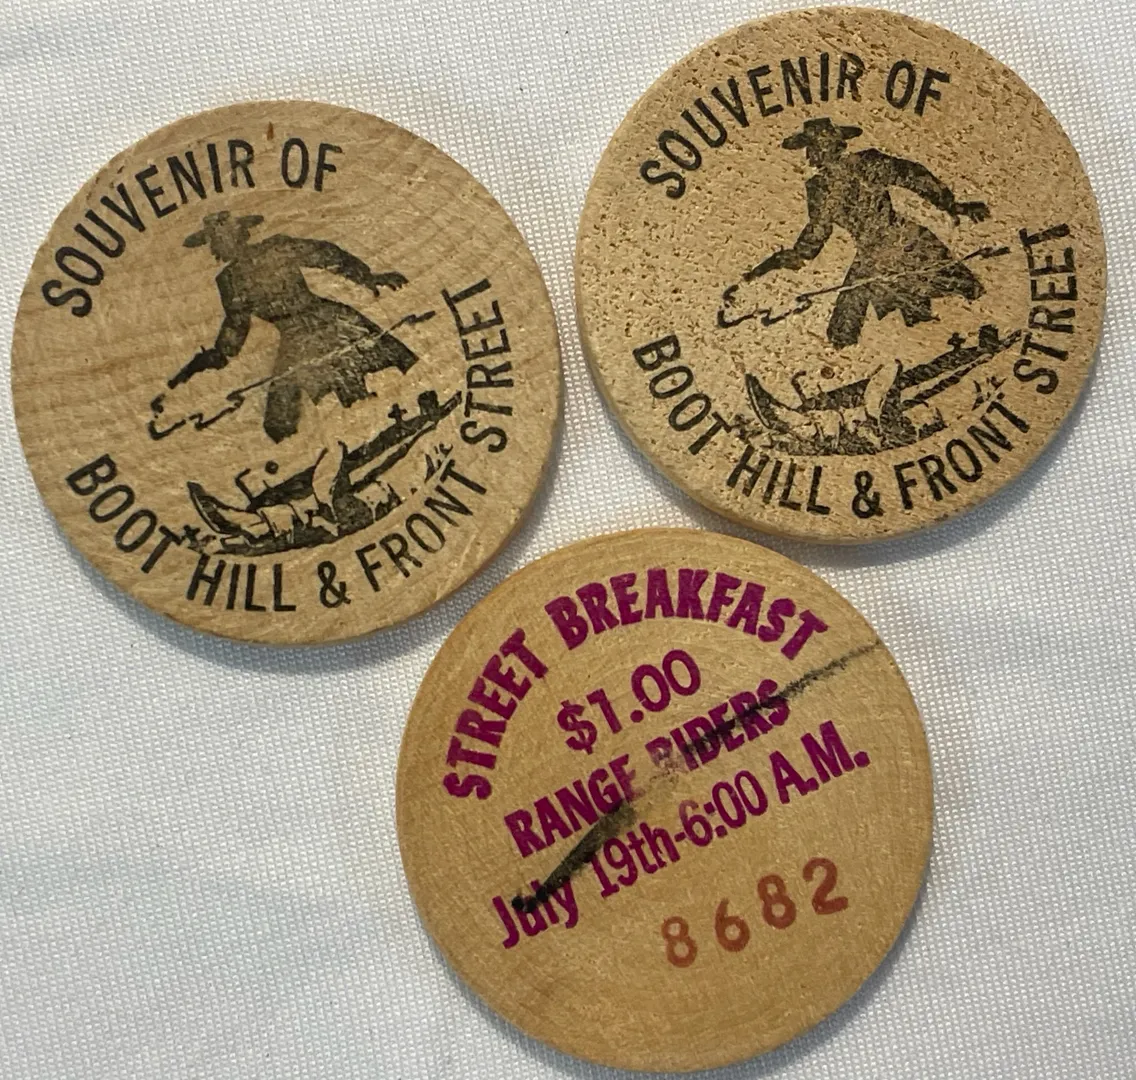 SOUVENIR OF
BOOT HILL & FRONT STREET
SOUVENIR OF
BOOT HILL & FRONT STREET
STREET BREAKFAST
$1.00
RANGE RIDERS
July 19th-6:00 A.M.
8682